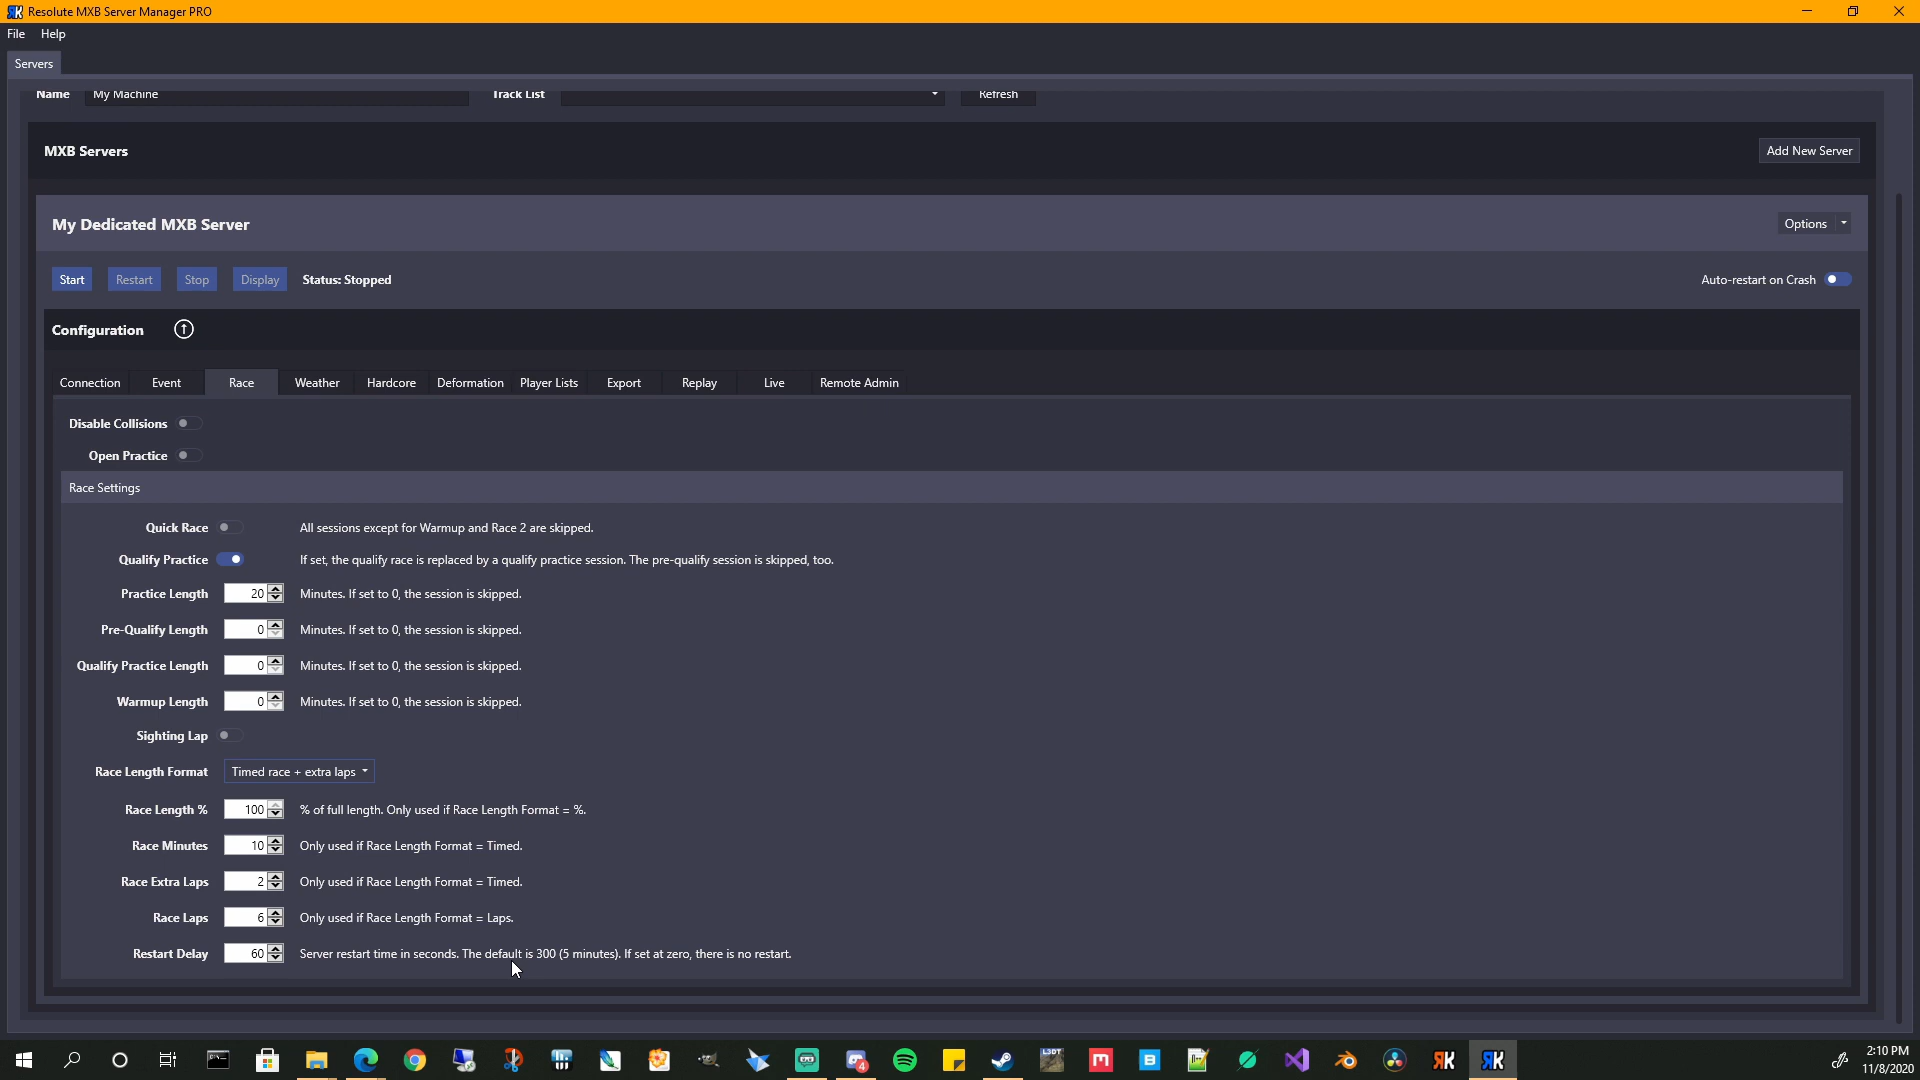 Resolute MXB Server Manager PRO
File Help
Servers
Name My Machine Track List Refresh
MXB Servers
Add New Server
My Dedicated MXB Server
Options
Start Restart Stop Display Status: Stopped
Auto-restart on Crash
Configuration
Connection Event Race Weather Hardcore Deformation Player Lists Export Replay Live Remote Admin
Disable Collisions
Open Practice
Race Settings
Quick Race All sessions except for Warmup and Race 2 are skipped.
Qualify Practice If set, the qualify race is replaced by a qualify practice session. The pre-qualify session is skipped, too.
Practice Length 20 Minutes. If set to 0, the session is skipped.
Pre-Qualify Length 0 Minutes. If set to 0, the session is skipped.
Qualify Practice Length 0 Minutes. If set to 0, the session is skipped.
Warmup Length 0 Minutes. If set to 0, the session is skipped.
Sighting Lap
Race Length Format Timed race + extra laps
Race Length % 100 % of full length. Only used if Race Length Format = %.
Race Minutes 10 Only used if Race Length Format = Timed.
Race Extra Laps 2 Only used if Race Length Format = Timed.
Race Laps 6 Only used if Race Length Format = Laps.
Restart Delay 60 Server restart time in seconds. The default is 300 (5 minutes). If set at zero, there is no restart.
L3DT
4
2:10 PM
11/8/2020